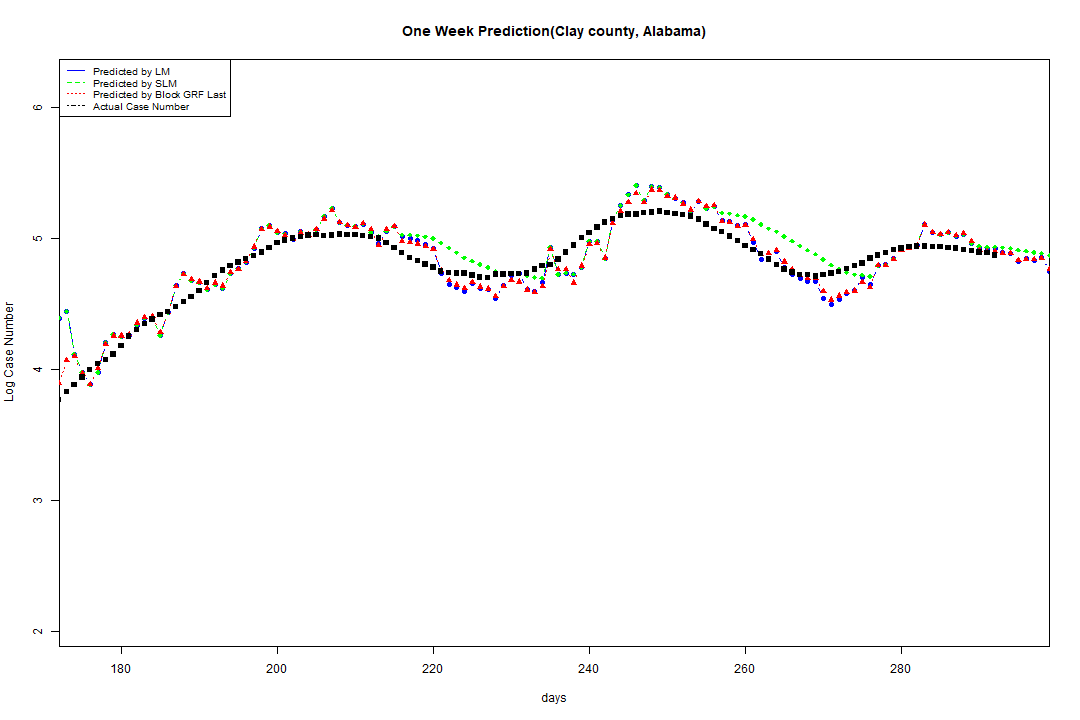 One Week Prediction(Clay county, Alabama)
Predicted by LM
Predicted by SLM
Predicted by Block GRF Last
Actual Case Number
6
5
4
3
2
Log Case Number
180 200 220 240 260 280
days